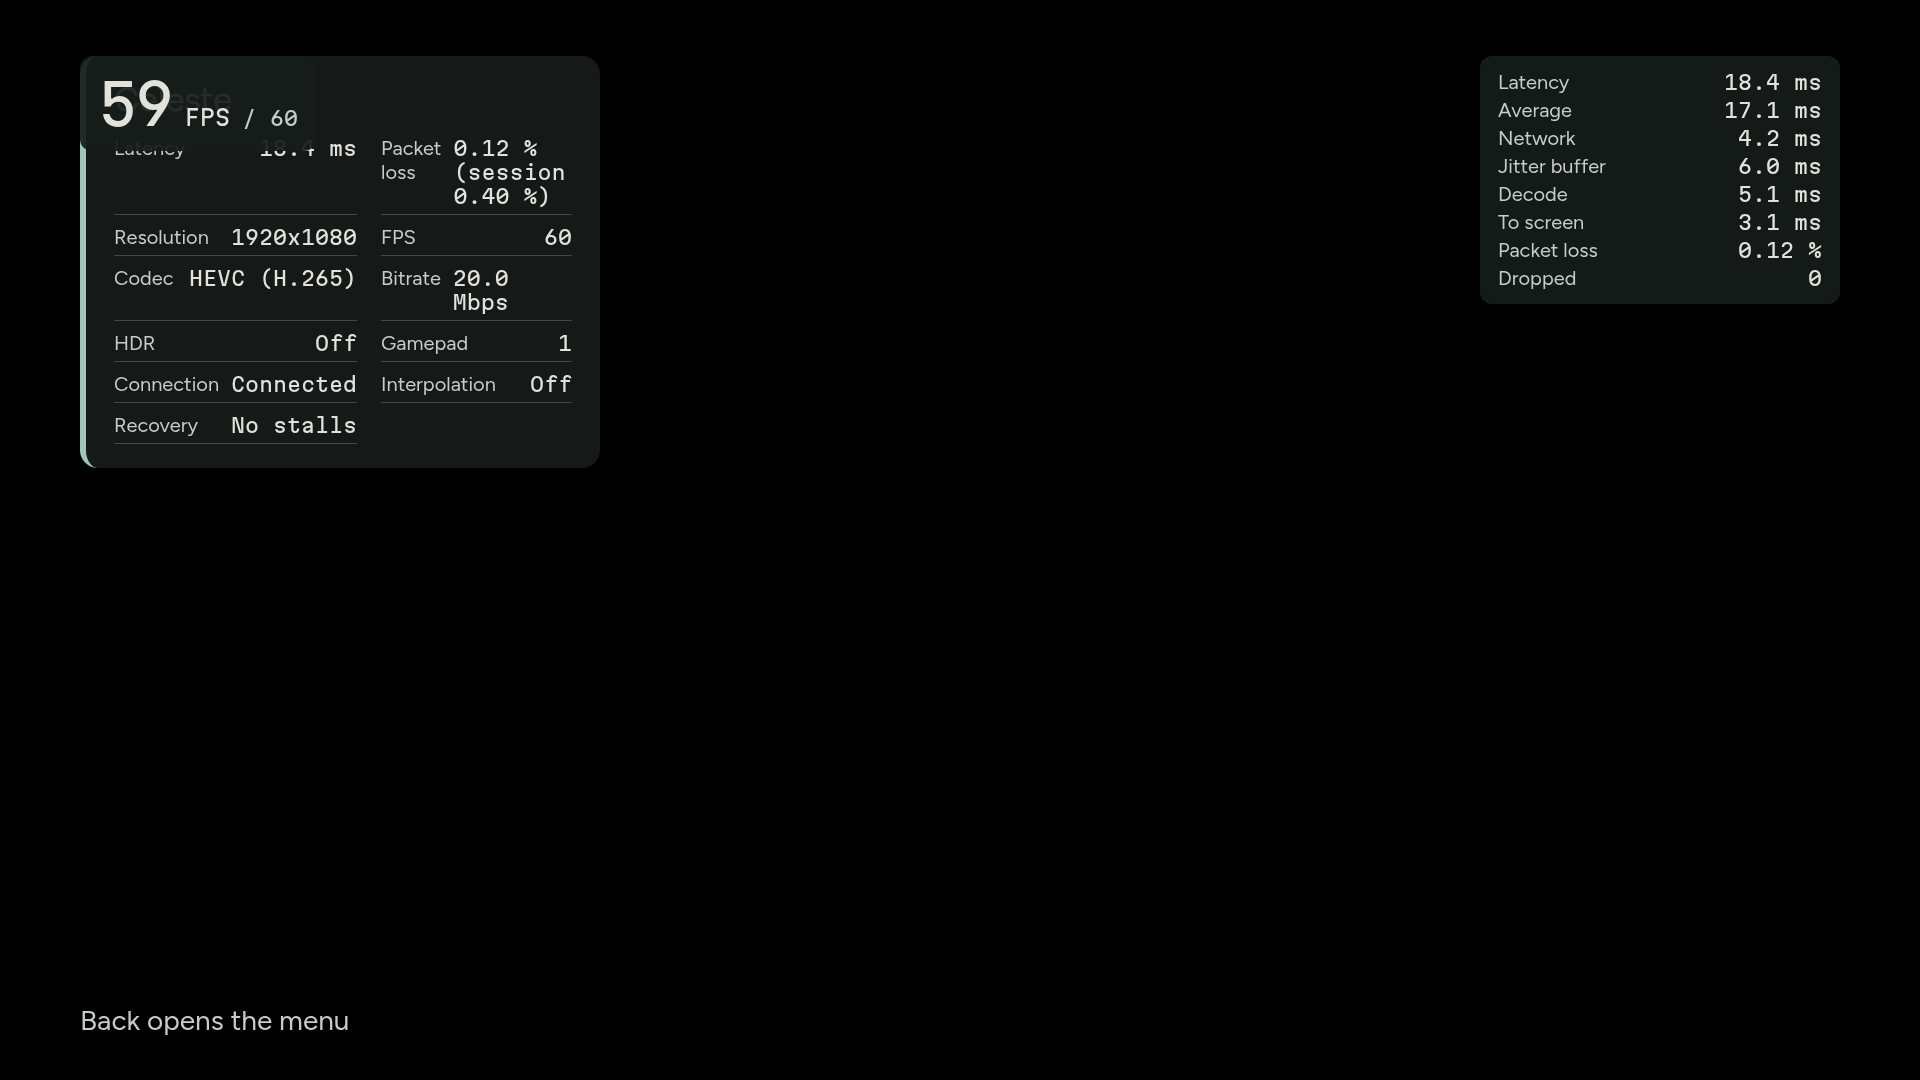 59 FPS / 60
Latency 18.4 ms
Packet loss 0.12 % (session 0.40 %)
Resolution 1920x1080
FPS 60
Codec HEVC (H.265)
Bitrate 20.0 Mbps
HDR Off
Gamepad 1
Connection Connected
Interpolation Off
Recovery No stalls
Latency 18.4 ms
Average 17.1 ms
Network 4.2 ms
Jitter buffer 6.0 ms
Decode 5.1 ms
To screen 3.1 ms
Packet loss 0.12 %
Dropped 0
Back opens the menu